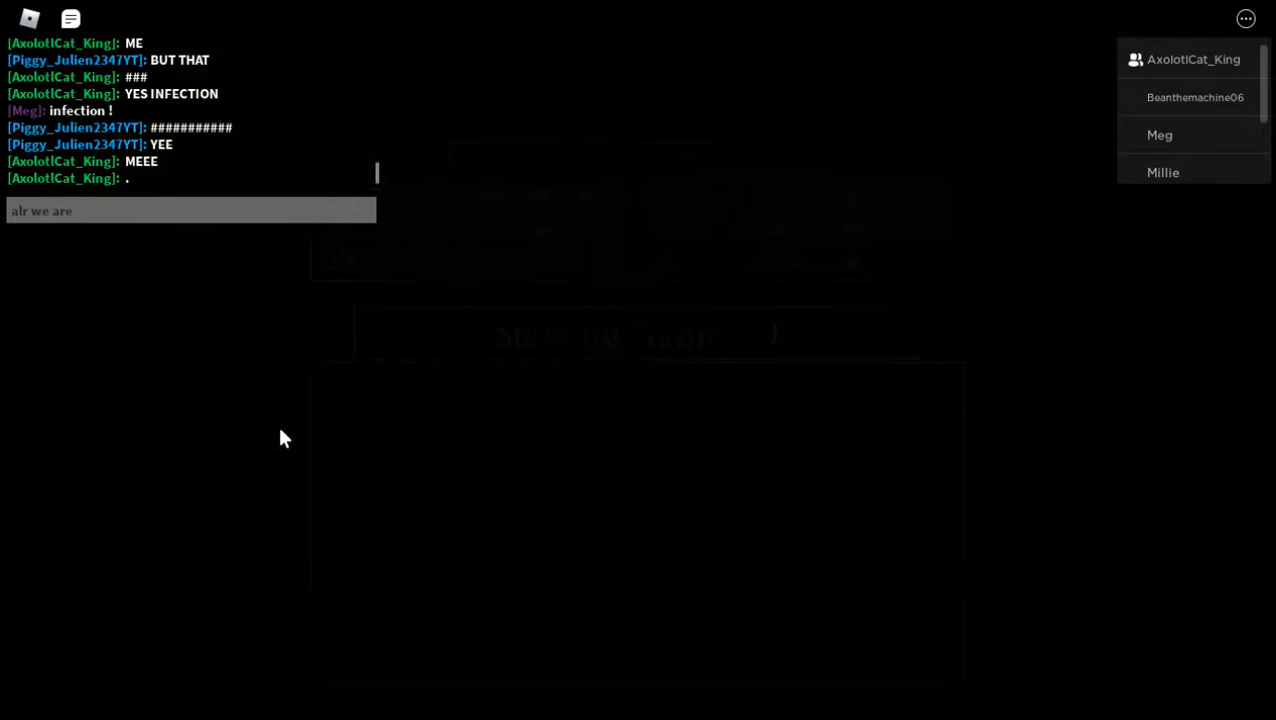 [AxolotlCat_King]: ME
[Piggy_Julien2347YT]: BUT THAT
[AxolotlCat_King]: ###
[AxolotlCat_King]: YES INFECTION
[Meg]: infection !
[Piggy_Julien2347YT]: ###########
[Piggy_Julien2347YT]: YEE
[AxolotlCat_King]: MEEE
[AxolotlCat_King]: .
alr we are
AxolotlCat_King
Beanthemachine06
Meg
Millie